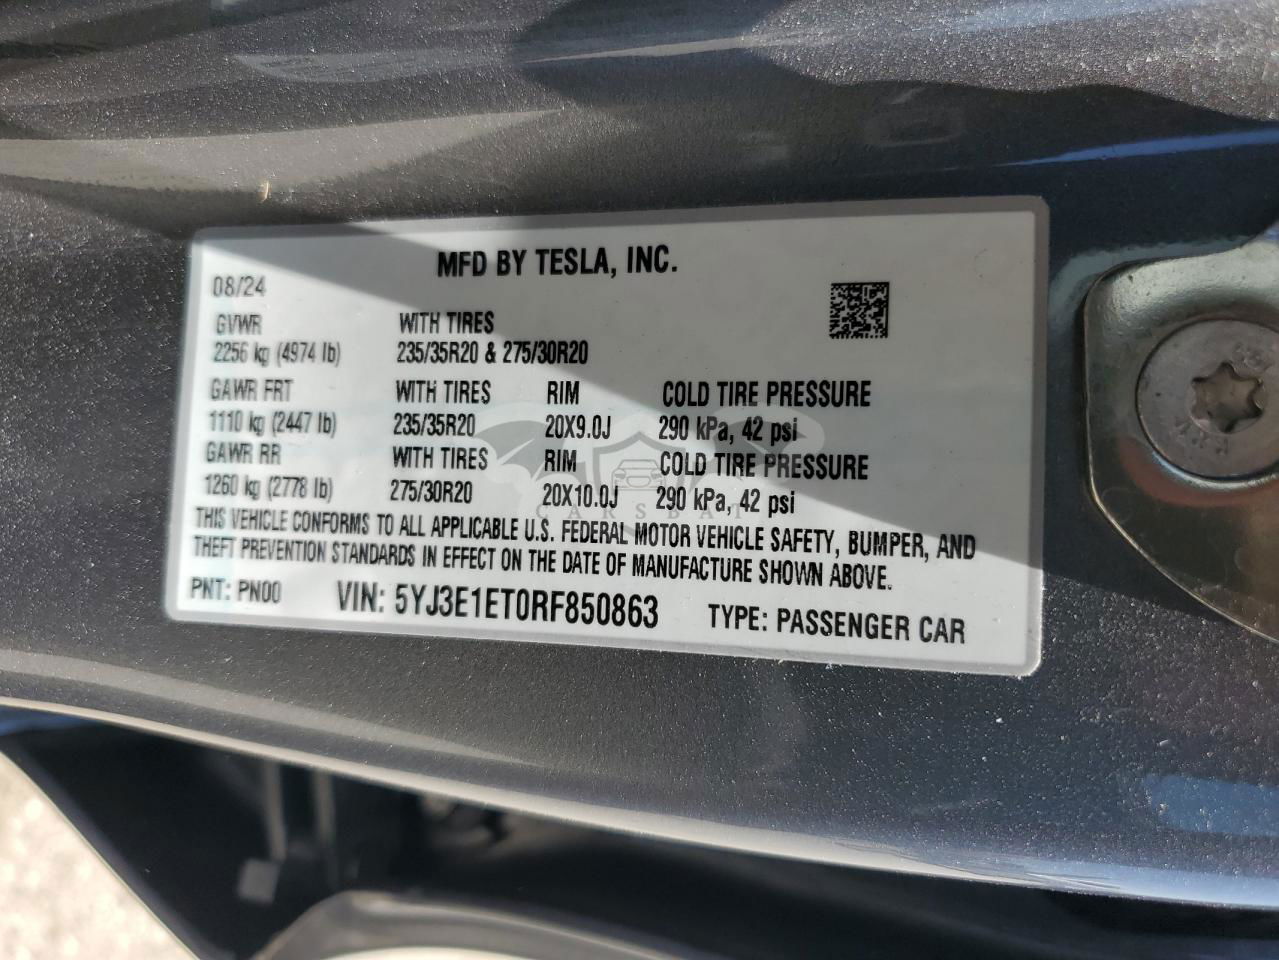 MFD BY TESLA, INC.
08/24
GVWR WITH TIRES
2256 kg (4974 lb) 235/35R20 & 275/30R20
GAWR FRT WITH TIRES RIM COLD TIRE PRESSURE
1110 kg (2447 lb) 235/35R20 20X9.0J 290 kPa, 42 psi
GAWR RR WITH TIRES RIM COLD TIRE PRESSURE
1260 kg (2778 lb) 275/30R20 20X10.0J 290 kPa, 42 psi
CARSBAT
THIS VEHICLE CONFORMS TO ALL APPLICABLE U.S. FEDERAL MOTOR VEHICLE SAFETY, BUMPER, AND
THEFT PREVENTION STANDARDS IN EFFECT ON THE DATE OF MANUFACTURE SHOWN ABOVE.
PNT: PN00 VIN: 5YJ3E1ET0RF850863 TYPE: PASSENGER CAR